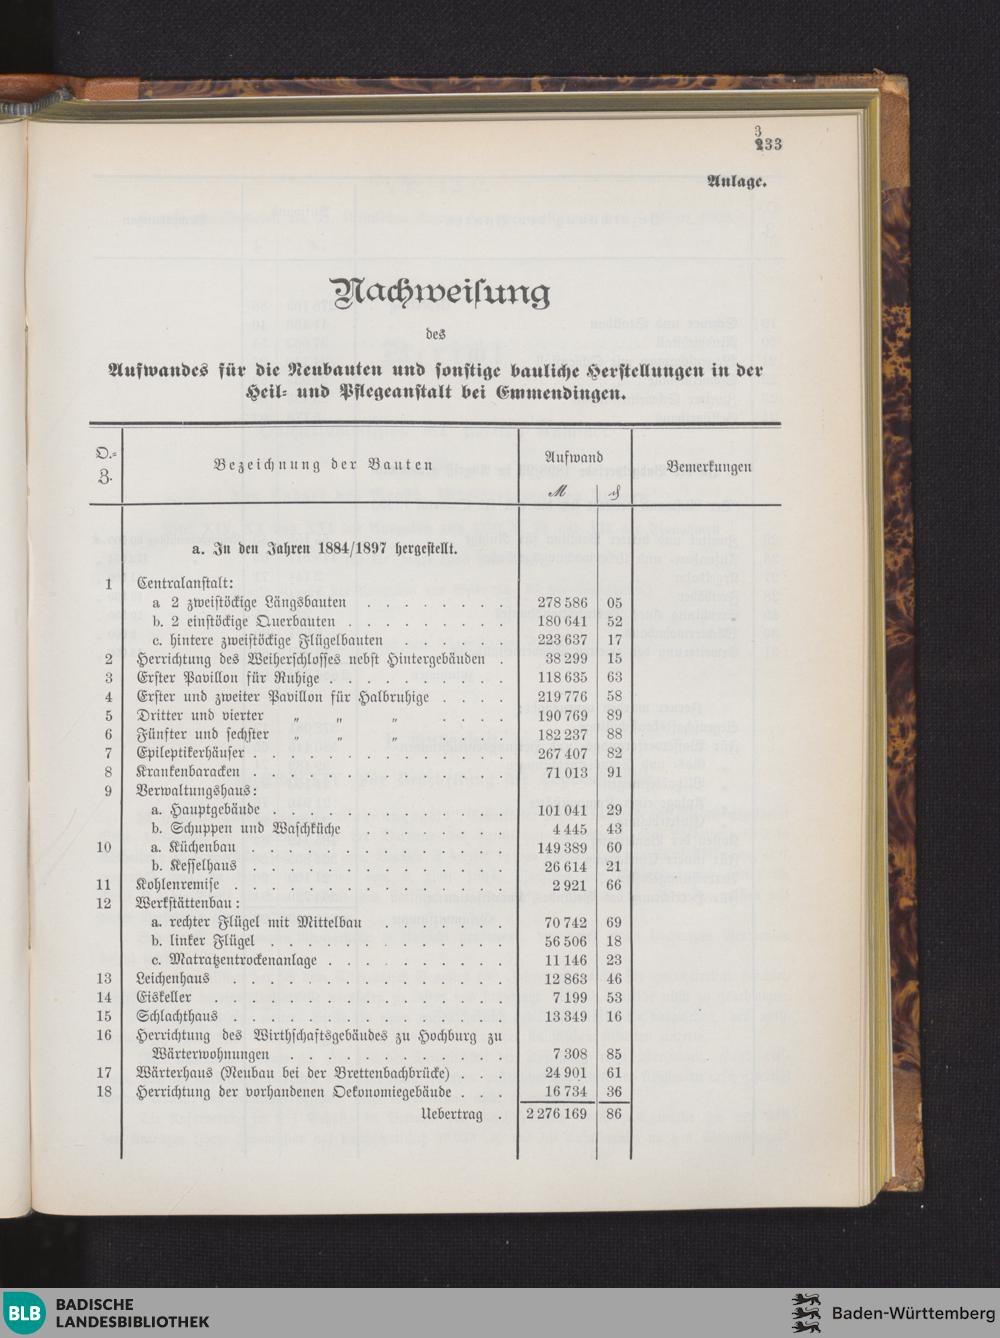 3
233
Anlage.
Nachweisung
des
Aufwandes für die Neubauten und sonstige bauliche Herstellungen in der
Heil- und Pflegeanstalt bei Emmendingen.
O.-Z. Bezeichnung der Bauten Aufwand Bemerkungen
ℳ ₰
a. In den Jahren 1884/1897 hergestellt.
1 Centralanstalt:
a 2 zweistöckige Längsbauten . . . . . . . . 278 586 05
b. 2 einstöckige Querbauten . . . . . . . . . 180 641 52
c. hintere zweistöckige Flügelbauten . . . . . . 223 637 17
2 Herrichtung des Weiherschlosses nebst Hintergebäuden . 38 299 15
3 Erster Pavillon für Ruhige . . . . . . . . . . 118 635 63
4 Erster und zweiter Pavillon für Halbruhige . . . . 219 776 58
5 Dritter und vierter „ „ „ . . . . 190 769 89
6 Fünfter und sechster „ „ „ . . . . 182 237 88
7 Epileptikerhäuser . . . . . . . . . . . . . . 267 407 82
8 Krankenbaracken . . . . . . . . . . . . . . 71 013 91
9 Verwaltungshaus:
a. Hauptgebäude . . . . . . . . . . . . . 101 041 29
b. Schuppen und Waschküche . . . . . . . . 4 445 43
10 a. Küchenbau . . . . . . . . . . . . . . 149 389 60
b. Kesselhaus . . . . . . . . . . . . . . 26 614 21
11 Kohlenremise . . . . . . . . . . . . . . . 2 921 66
12 Werkstättenbau:
a. rechter Flügel mit Mittelbau . . . . . . . 70 742 69
b. linker Flügel . . . . . . . . . . . . . 56 506 18
c. Matratzentrockenanlage . . . . . . . . . . 11 146 23
13 Leichenhaus . . . . . . . . . . . . . . . 12 863 46
14 Eiskeller . . . . . . . . . . . . . . . . 7 199 53
15 Schlachthaus . . . . . . . . . . . . . . . 13 349 16
16 Herrichtung des Wirthschaftsgebäudes zu Hochburg zu
Wärterwohnungen . . . . . . . . . . . . 7 308 85
17 Wärterhaus (Neubau bei der Brettenbachbrücke) . . . 24 901 61
18 Herrichtung der vorhandenen Oekonomiegebäude . . . 16 734 36
Uebertrag . 2 276 169 86
BLB BADISCHE
LANDESBIBLIOTHEK
Baden-Württemberg